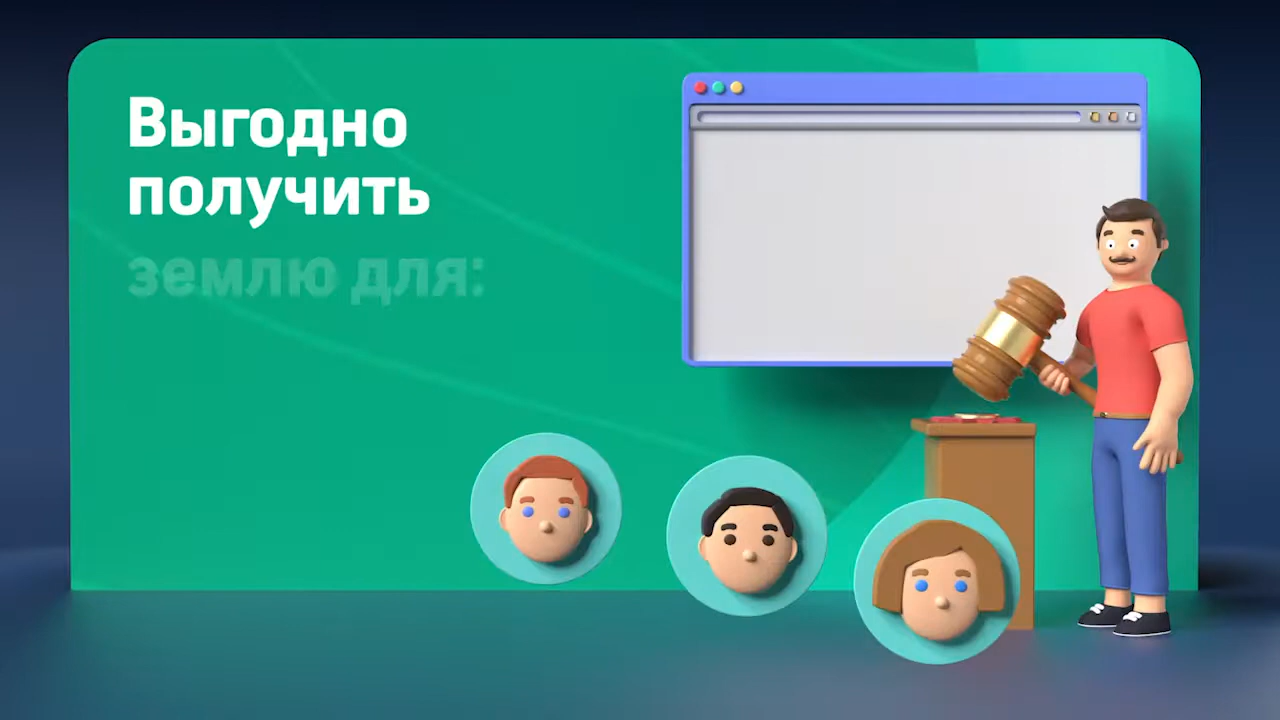 Выгодно
получить
землю для: